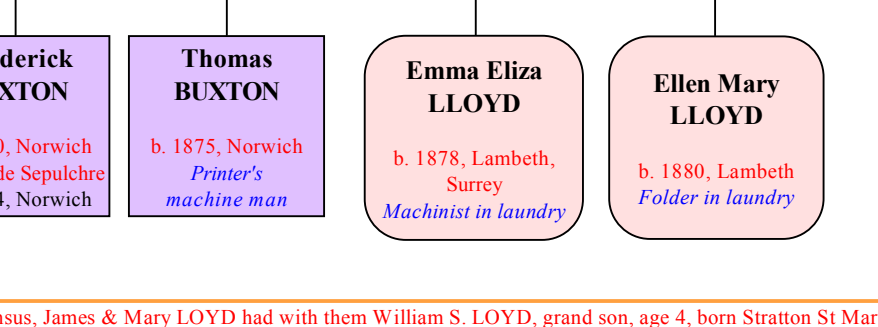 derick
XTON
0, Norwich
de Sepulchre
4, Norwich
Thomas
BUXTON
b. 1875, Norwich
Printer's
machine man
Emma Eliza
LLOYD
b. 1878, Lambeth,
Surrey
Machinist in laundry
Ellen Mary
LLOYD
b. 1880, Lambeth
Folder in laundry
nsus, James & Mary LOYD had with them William S. LOYD, grand son, age 4, born Stratton St Mar